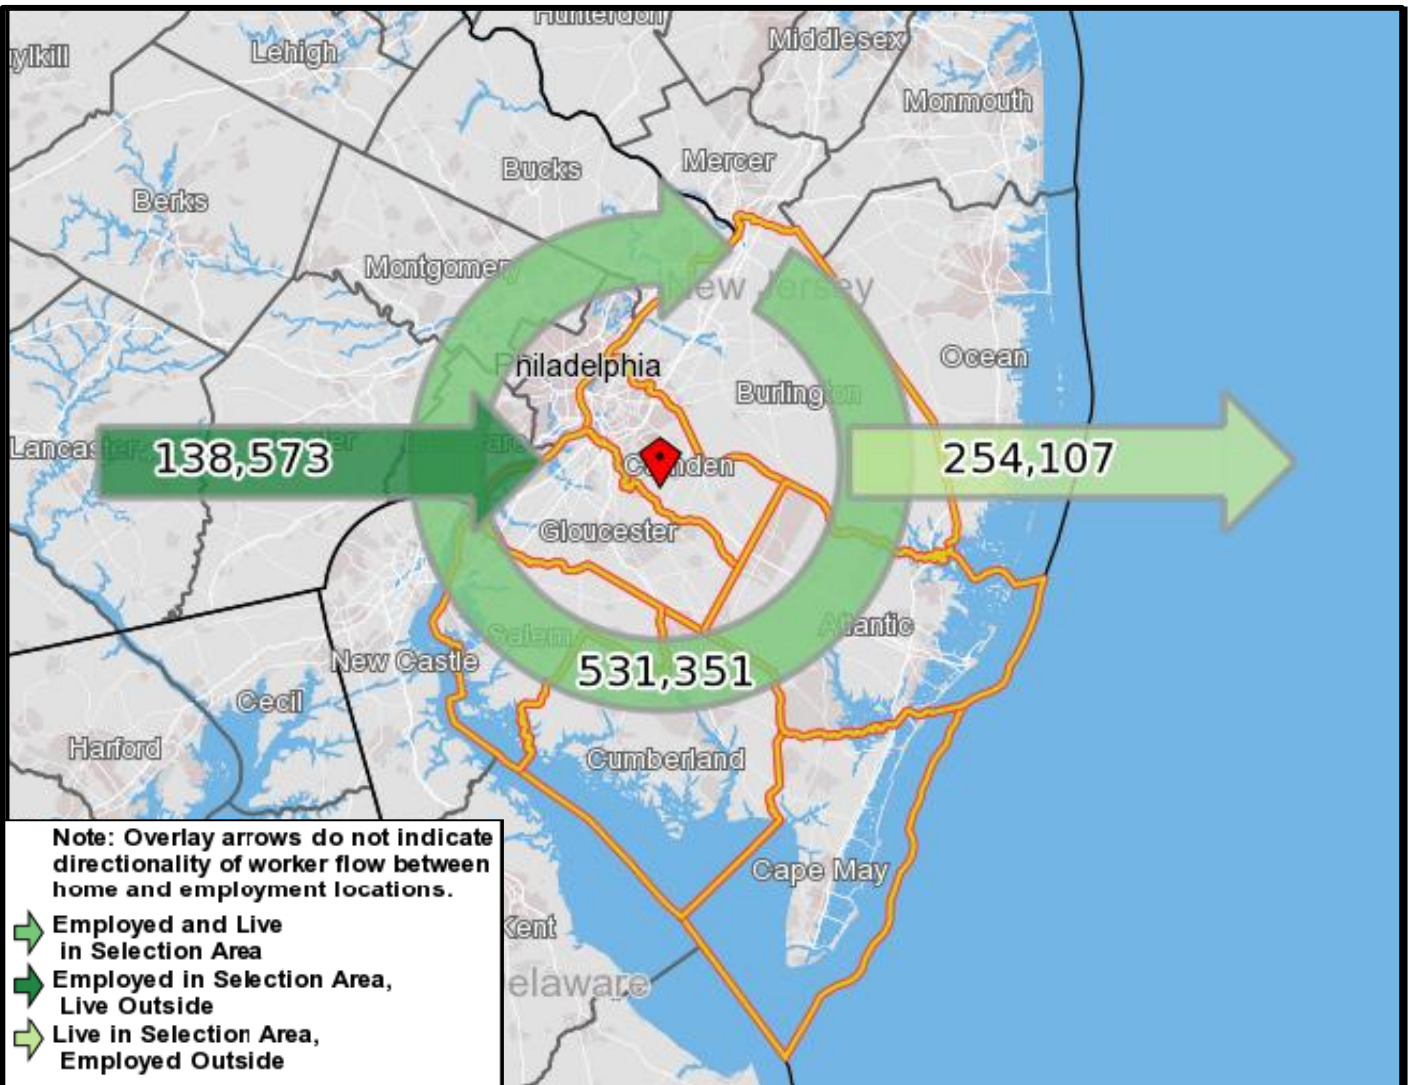 Hunterdon
Middlesex
ylkill
Lehigh
Monmouth
Mercer
Bucks
Berks
Montgomery
New Jersey
Ocean
Philadelphia
Burlington
Lancaster
138,573
Camden
254,107
Gloucester
Atlantic
Salem
New Castle
531,351
Cecil
Harford
Cumberland
Cape May
Kent
elaware
Note: Overlay arrows do not indicate
directionality of worker flow between
home and employment locations.
Employed and Live
in Selection Area
Employed in Selection Area,
Live Outside
Live in Selection Area,
Employed Outside